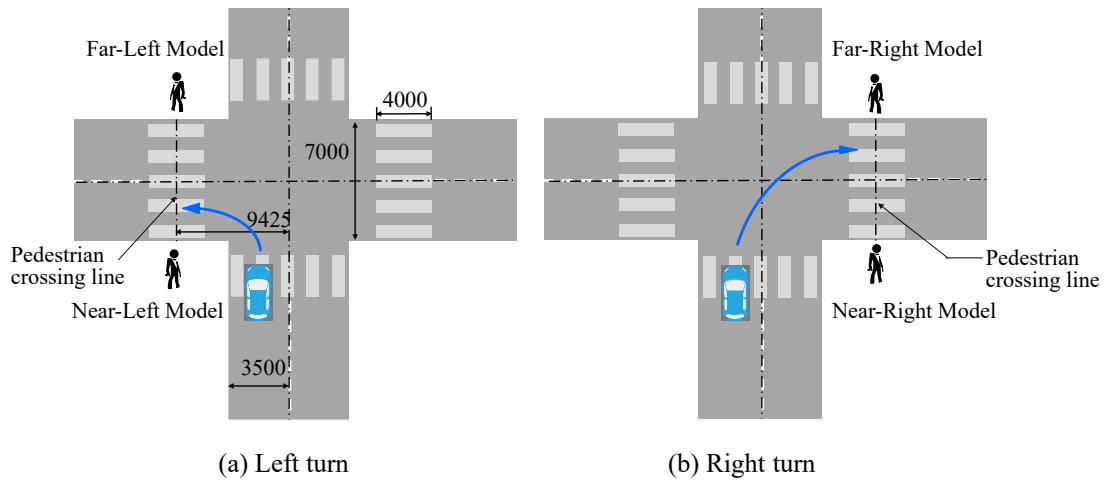 Far-Left Model
4000
7000
9425
Pedestrian
crossing line
Near-Left Model
3500
(a) Left turn
Far-Right Model
Pedestrian
crossing line
Near-Right Model
(b) Right turn